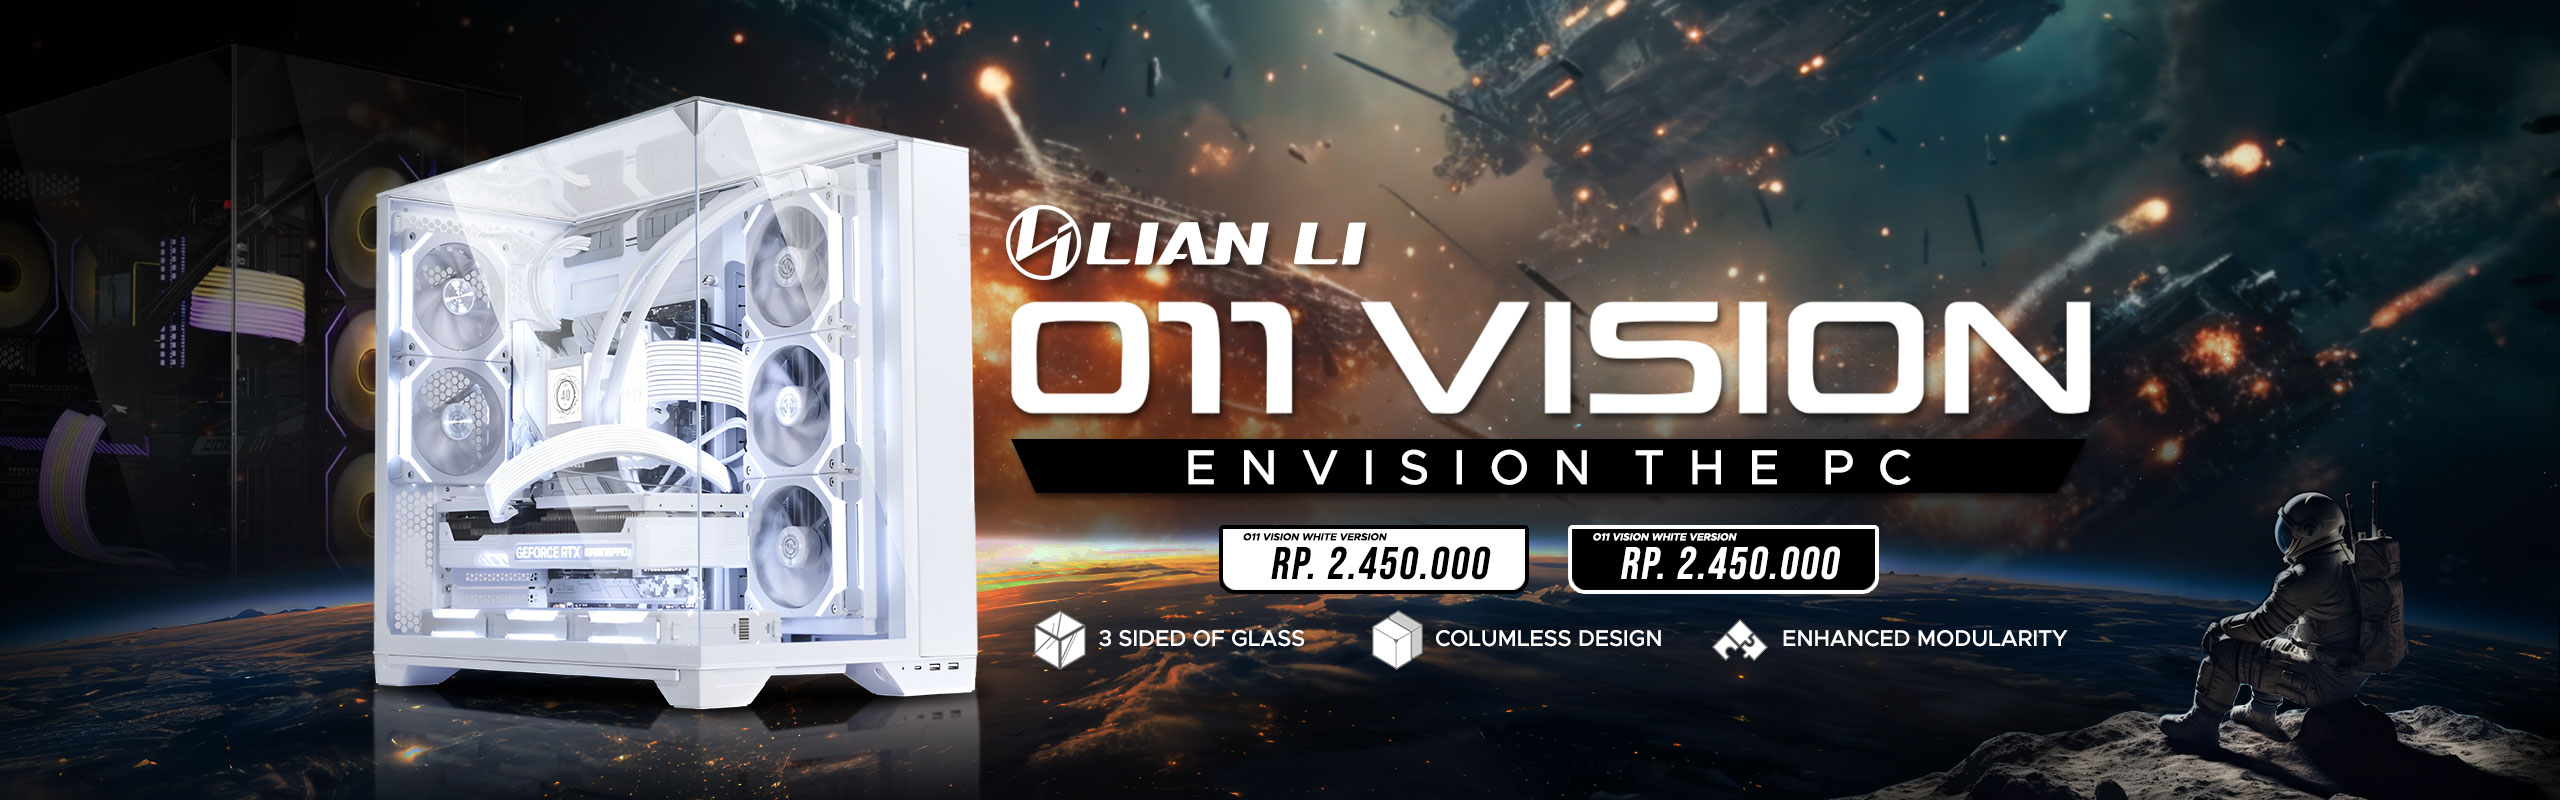 LIAN LI
O11 VISION
ENVISION THE PC
O11 VISION WHITE VERSION
RP. 2.450.000
O11 VISION WHITE VERSION
RP. 2.450.000
3 SIDED OF GLASS
COLUMLESS DESIGN
ENHANCED MODULARITY
GEFORCE RTX
40